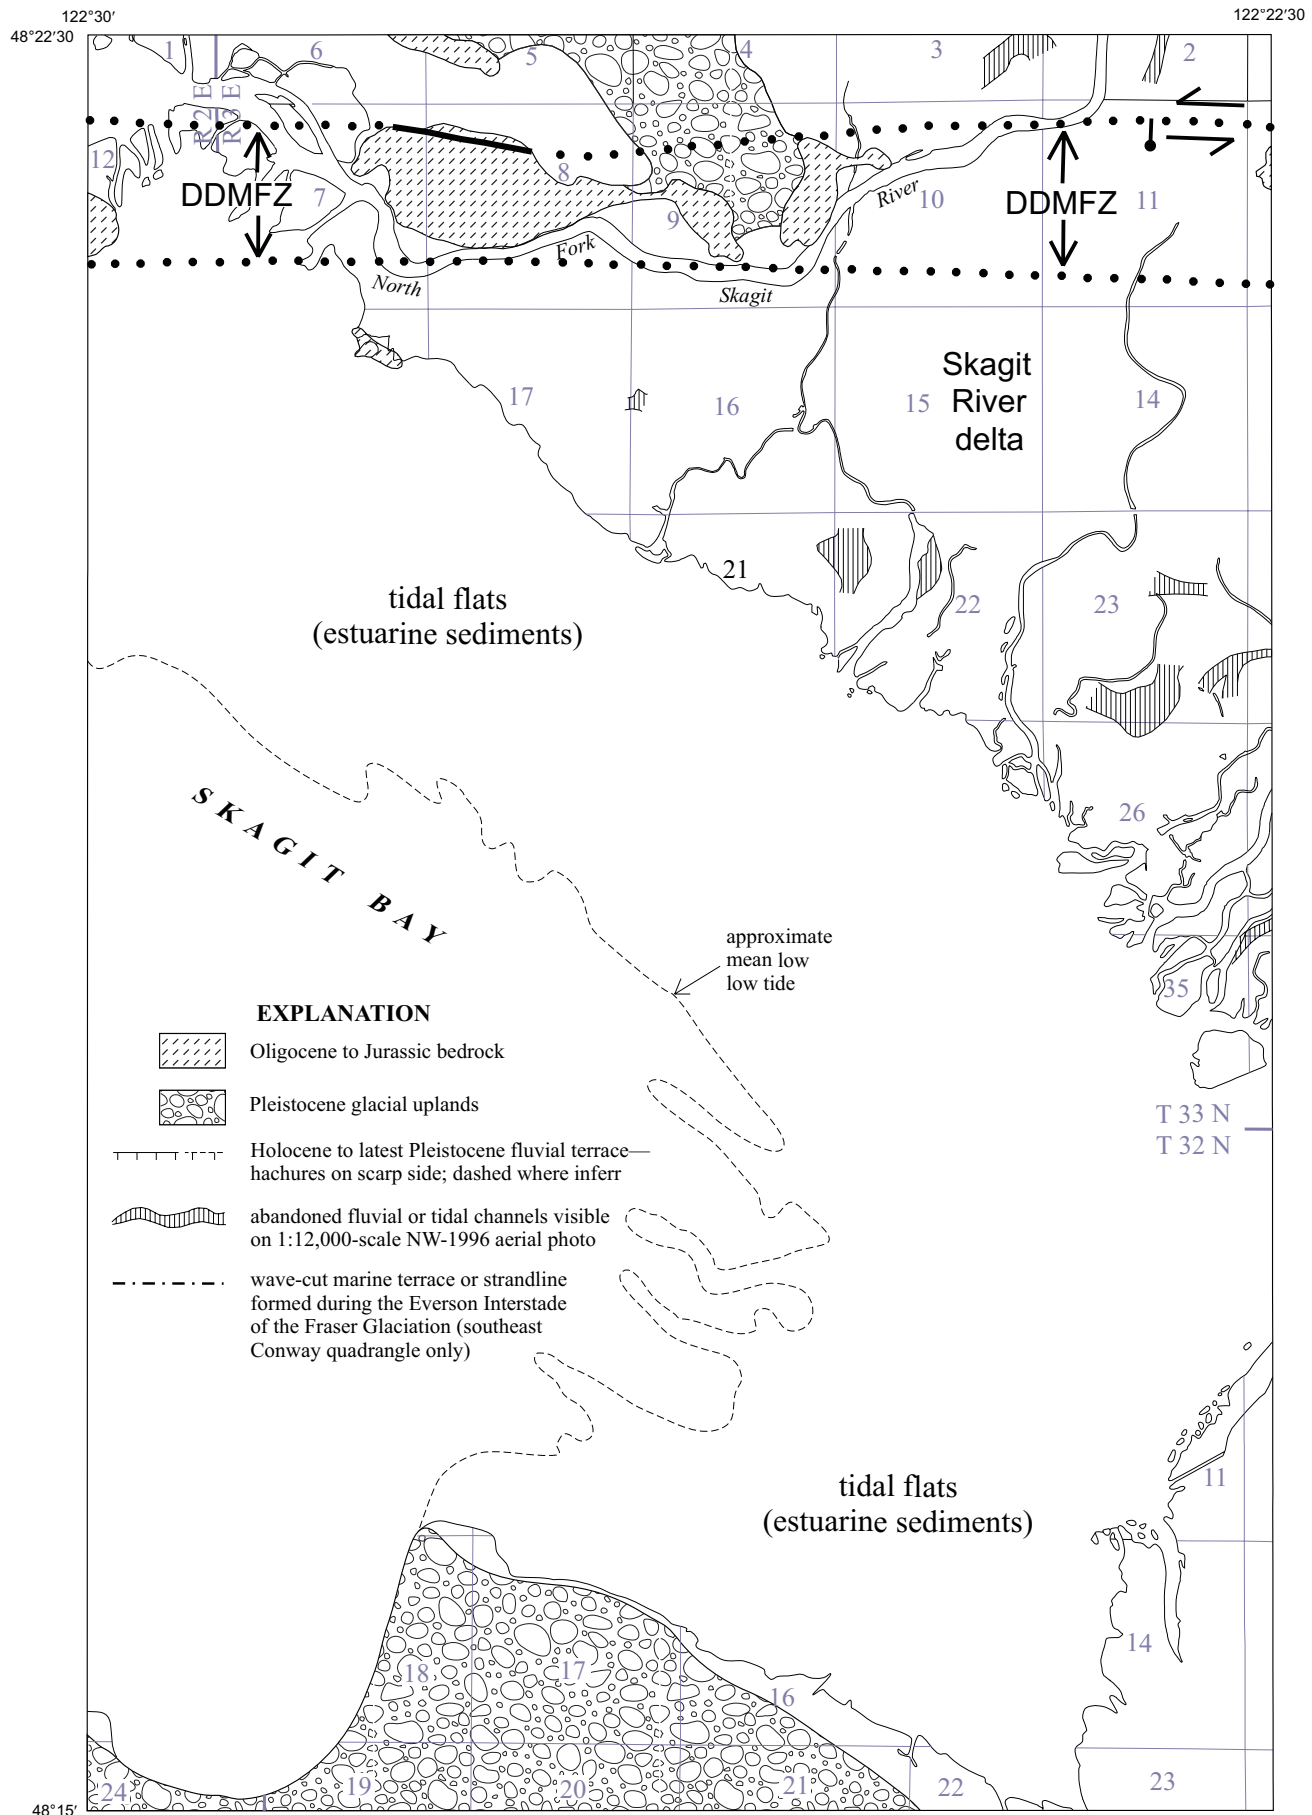 122°30′
122°22′30
48°22′30
1
6
5
4
3
2
R 2 E
R 3 E
12
DDMFZ
7
8
9
River
10
DDMFZ
11
Fork
North
Skagit
17
16
15
Skagit
River
delta
14
21
22
23
tidal flats
(estuarine sediments)
26
SKAGIT BAY
approximate
mean low
low tide
35
EXPLANATION
Oligocene to Jurassic bedrock
Pleistocene glacial uplands
Holocene to latest Pleistocene fluvial terrace—
hachures on scarp side; dashed where inferr
abandoned fluvial or tidal channels visible
on 1:12,000-scale NW-1996 aerial photo
wave-cut marine terrace or strandline
formed during the Everson Interstade
of the Fraser Glaciation (southeast
Conway quadrangle only)
T 33 N
T 32 N
11
tidal flats
(estuarine sediments)
14
18
17
16
24
19
20
21
22
23
48°15′